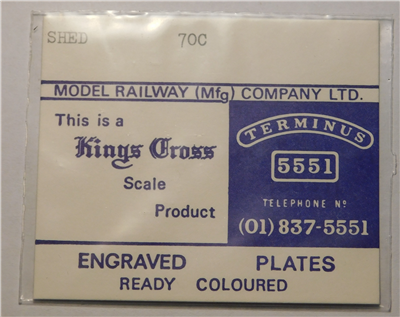 SHED 70C
MODEL RAILWAY (Mfg) COMPANY LTD.
This is a
Kings Cross
Scale
Product
TERMINUS
5551
TELEPHONE Nº
(01) 837-5551
ENGRAVED PLATES
READY COLOURED